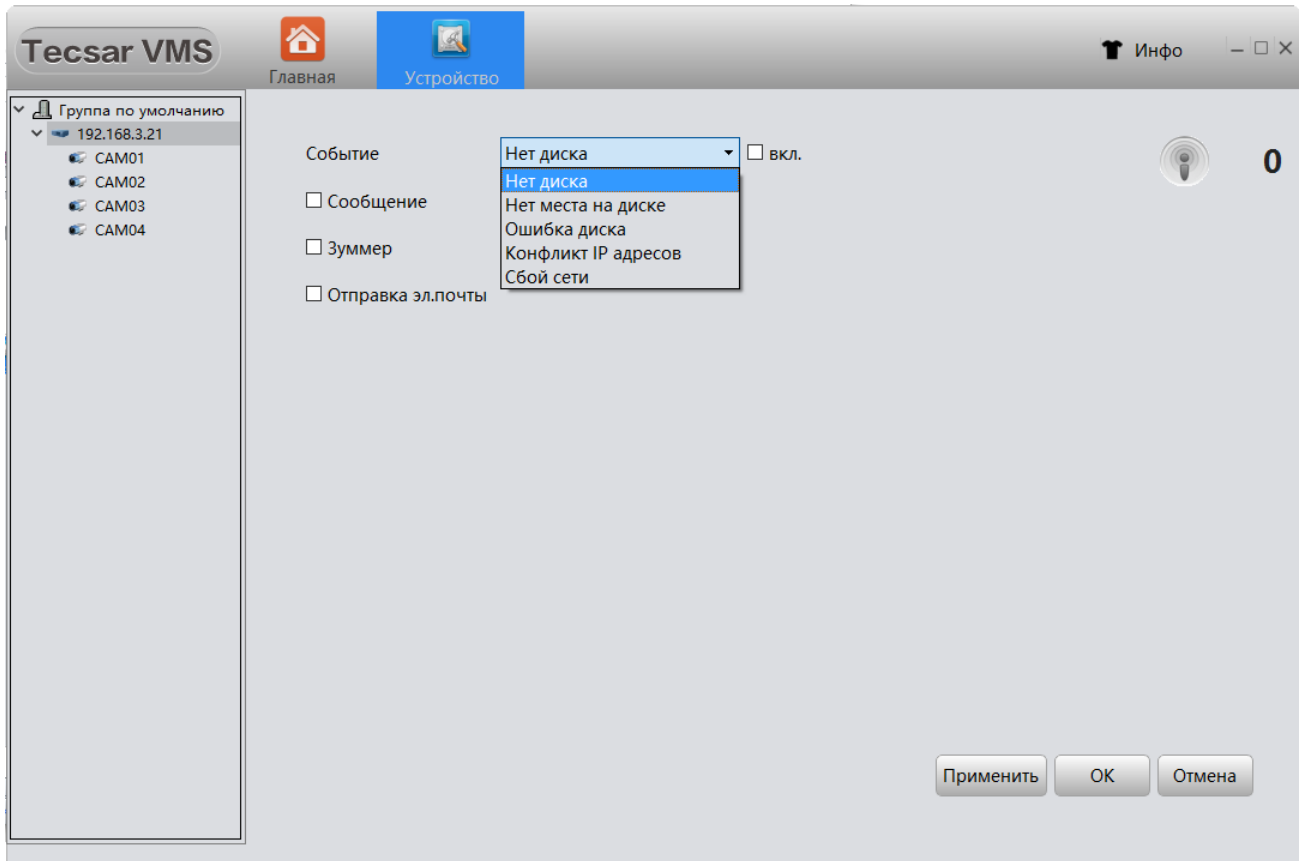 Tecsar VMS
Главная
Устройство
Инфо
Группа по умолчанию
192.168.3.21
CAM01
CAM02
CAM03
CAM04
Событие
Нет диска
вкл.
0
Нет диска
Нет места на диске
Ошибка диска
Конфликт IP адресов
Сбой сети
Сообщение
Зуммер
Отправка эл.почты
Применить
OK
Отмена